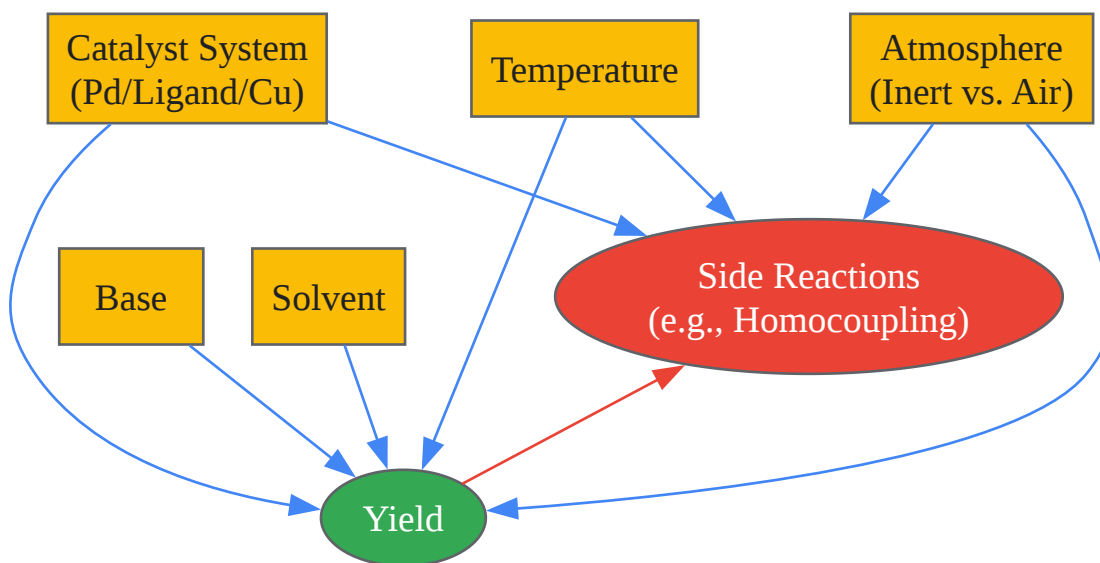 Catalyst System
(Pd/Ligand/Cu)
Temperature
Atmosphere
(Inert vs. Air)
Base
Solvent
Side Reactions
(e.g., Homocoupling)
Yield